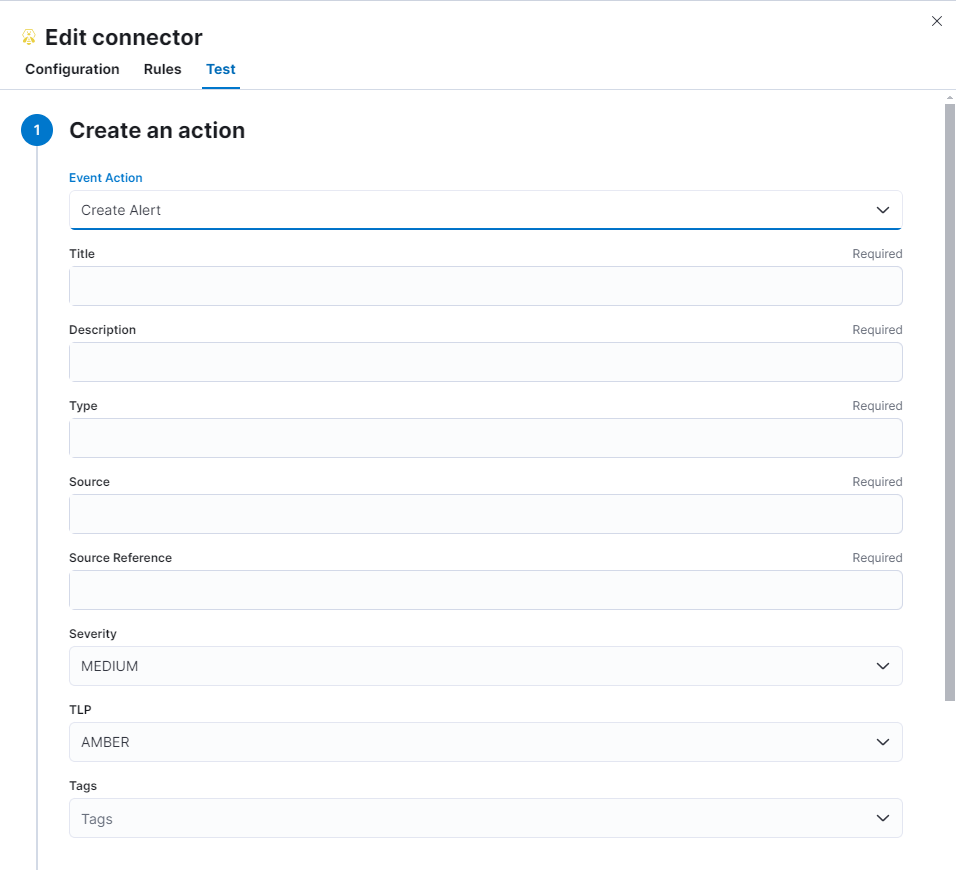 Edit connector
Configuration Rules Test
1 Create an action
Event Action
Create Alert
Title Required
Description Required
Type Required
Source Required
Source Reference Required
Severity
MEDIUM
TLP
AMBER
Tags
Tags